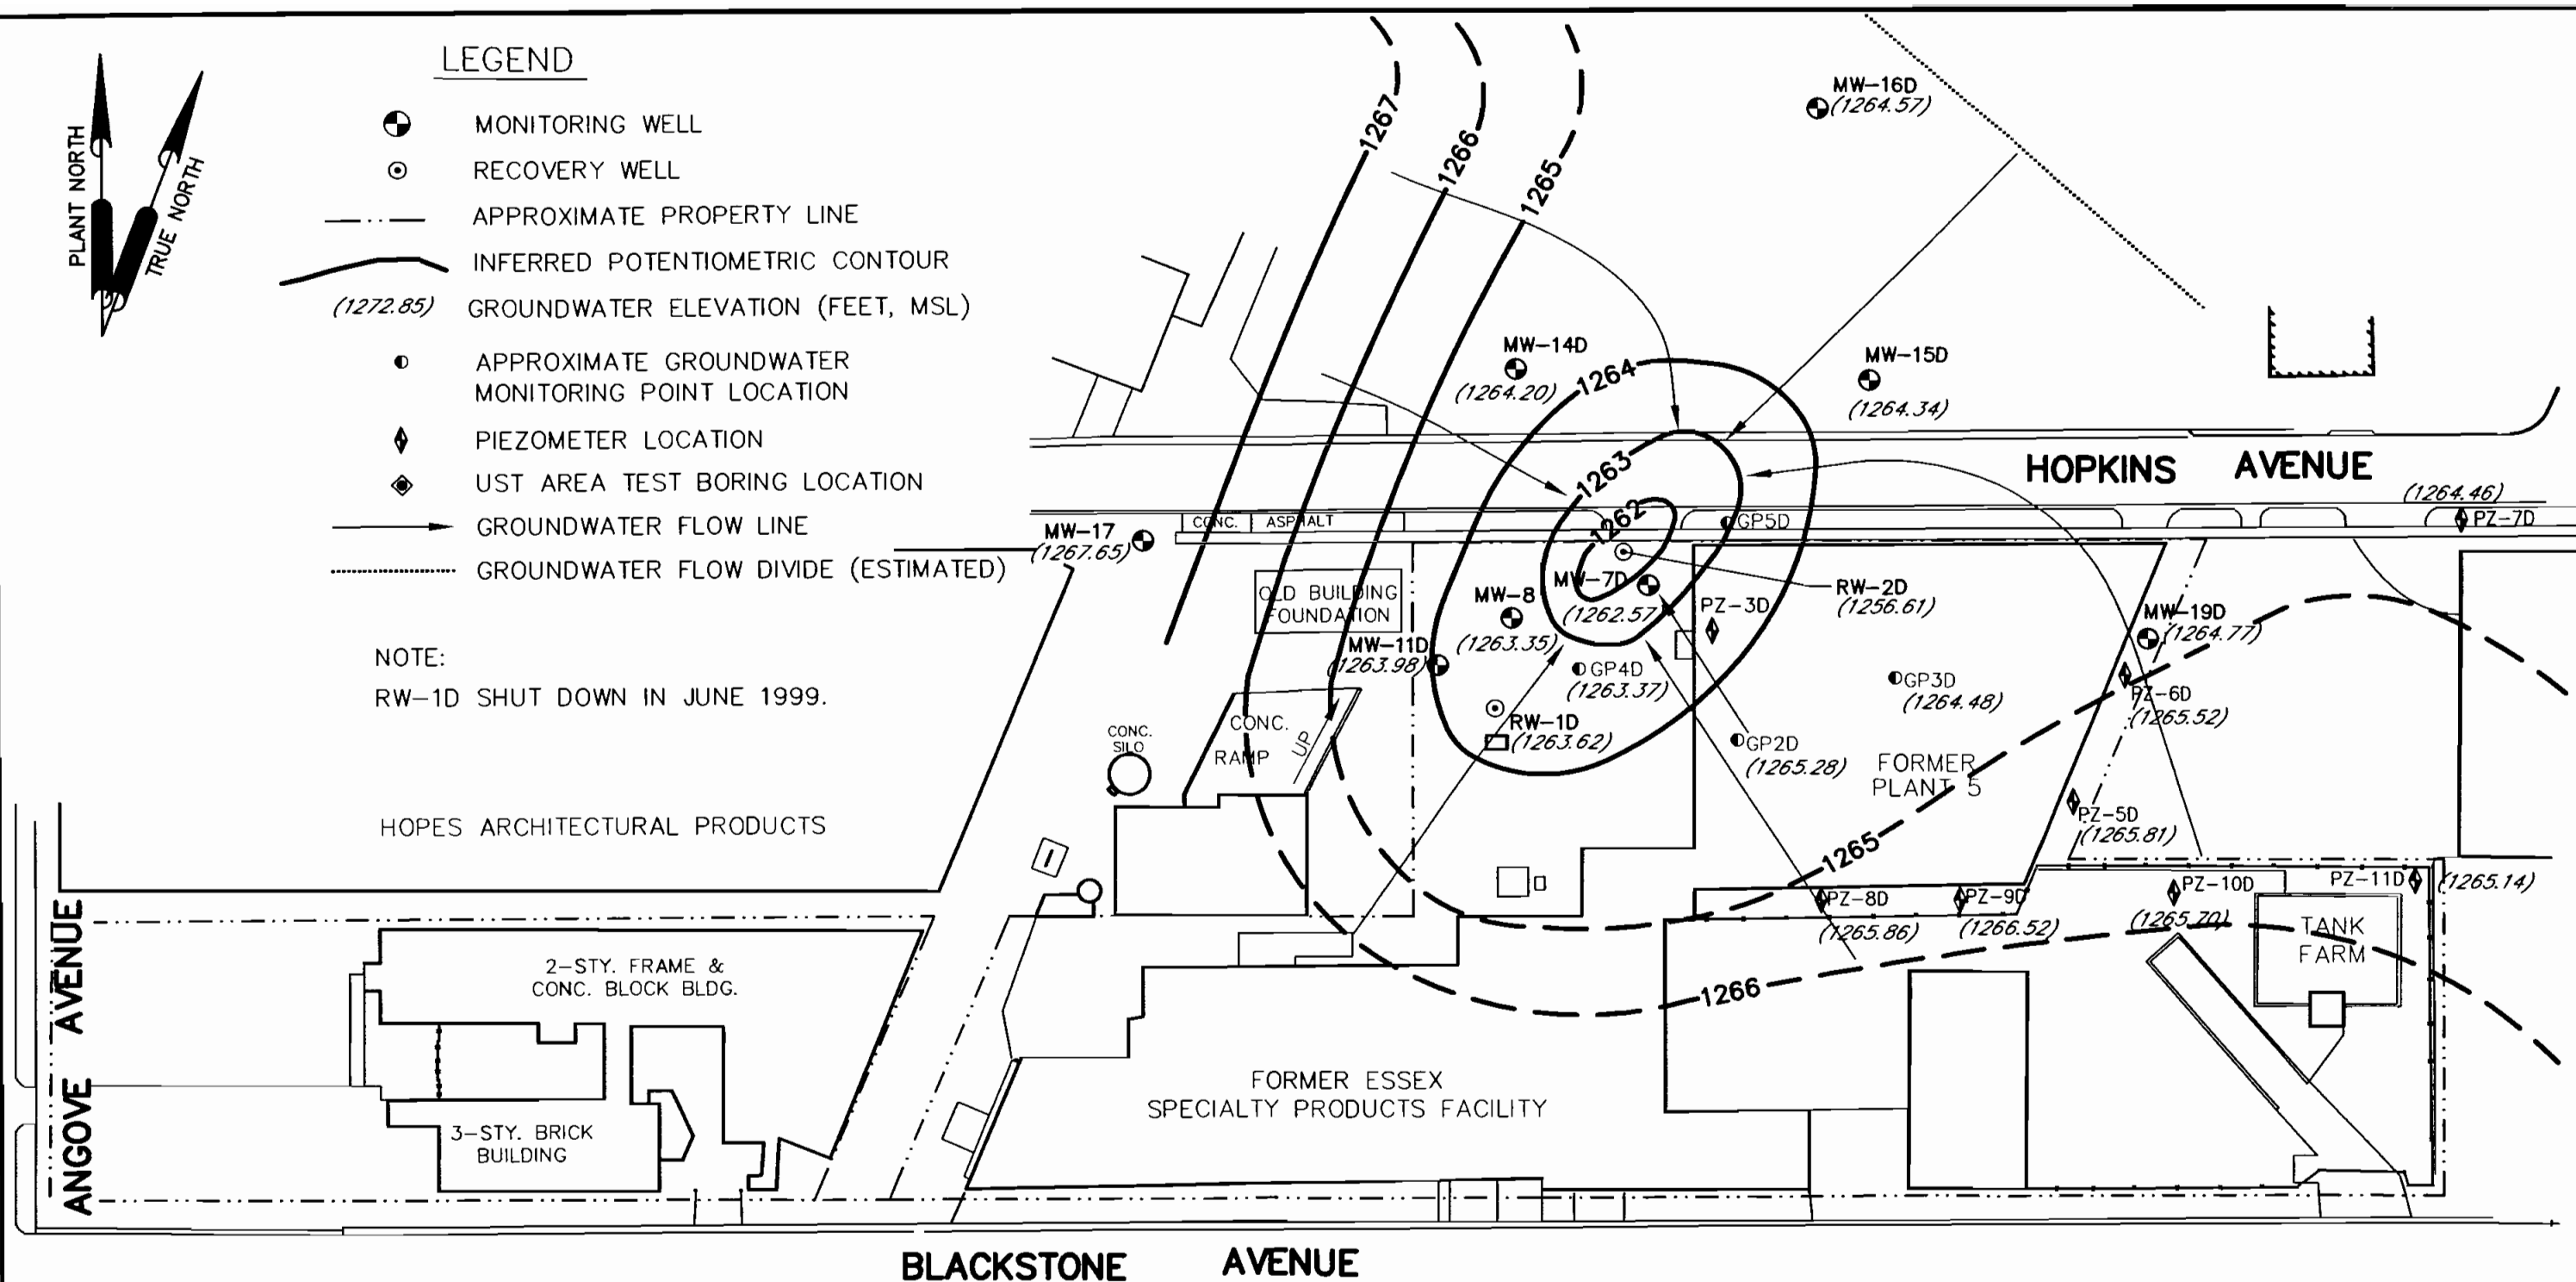 LEGEND
MONITORING WELL
RECOVERY WELL
APPROXIMATE PROPERTY LINE
INFERRED POTENTIOMETRIC CONTOUR
(1272.85) GROUNDWATER ELEVATION (FEET, MSL)
APPROXIMATE GROUNDWATER
MONITORING POINT LOCATION
PIEZOMETER LOCATION
UST AREA TEST BORING LOCATION
GROUNDWATER FLOW LINE
GROUNDWATER FLOW DIVIDE (ESTIMATED)
PLANT NORTH
TRUE NORTH
NOTE:
RW-1D SHUT DOWN IN JUNE 1999.
1267
1266
1265
MW-16D
(1264.57)
MW-14D
(1264.20)
1264
MW-15D
(1264.34)
1263
1262
HOPKINS AVENUE
(1264.46)
PZ-7D
MW-17
(1267.65)
CONC. ASPHALT
GP5D
OLD BUILDING
FOUNDATION
MW-7D
(1262.57)
MW-8
(1263.35)
PZ-3D
RW-2D
(1256.61)
MW-19D
(1264.77)
MW-11D
(1263.98)
GP4D
(1263.37)
GP3D
(1264.48)
PZ-6D
(1265.52)
RW-1D
(1263.62)
GP2D
(1265.28)
CONC.
RAMP
UP
CONC.
SILO
FORMER
PLANT 5
PZ-5D
(1265.81)
HOPES ARCHITECTURAL PRODUCTS
1265
PZ-8D
(1265.86)
PZ-9D
(1266.52)
PZ-10D
(1265.70)
PZ-11D
(1265.14)
TANK
FARM
1266
ANGOVE AVENUE
2-STY. FRAME &
CONC. BLOCK BLDG.
3-STY. BRICK
BUILDING
FORMER ESSEX
SPECIALTY PRODUCTS FACILITY
BLACKSTONE AVENUE